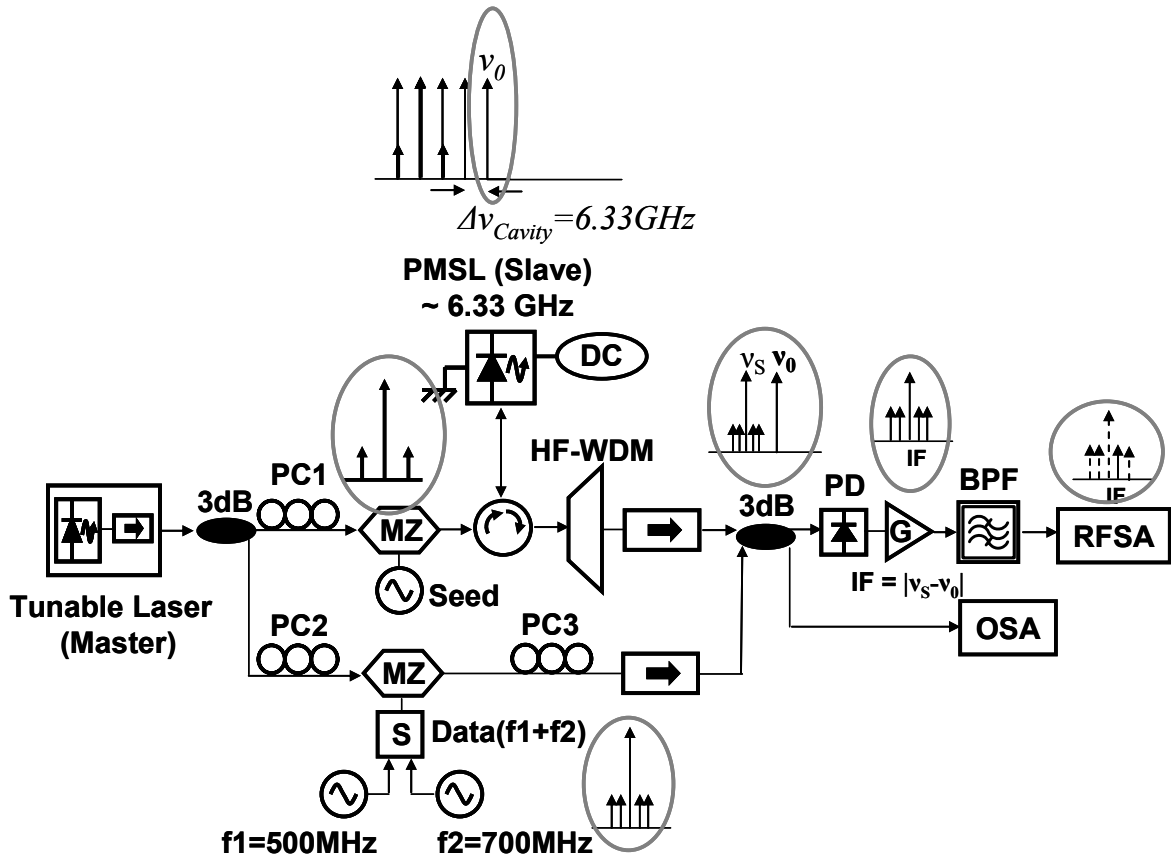 ν₀
Δν_Cavity=6.33GHz
PMSL (Slave)
~ 6.33 GHz
DC
νS ν0
IF
IF
HF-WDM
PC1
3dB
MZ
Seed
3dB
PD
G
BPF
RFSA
IF = |νS-ν0|
OSA
Tunable Laser
(Master)
PC2
MZ
PC3
S
Data(f1+f2)
f1=500MHz
f2=700MHz